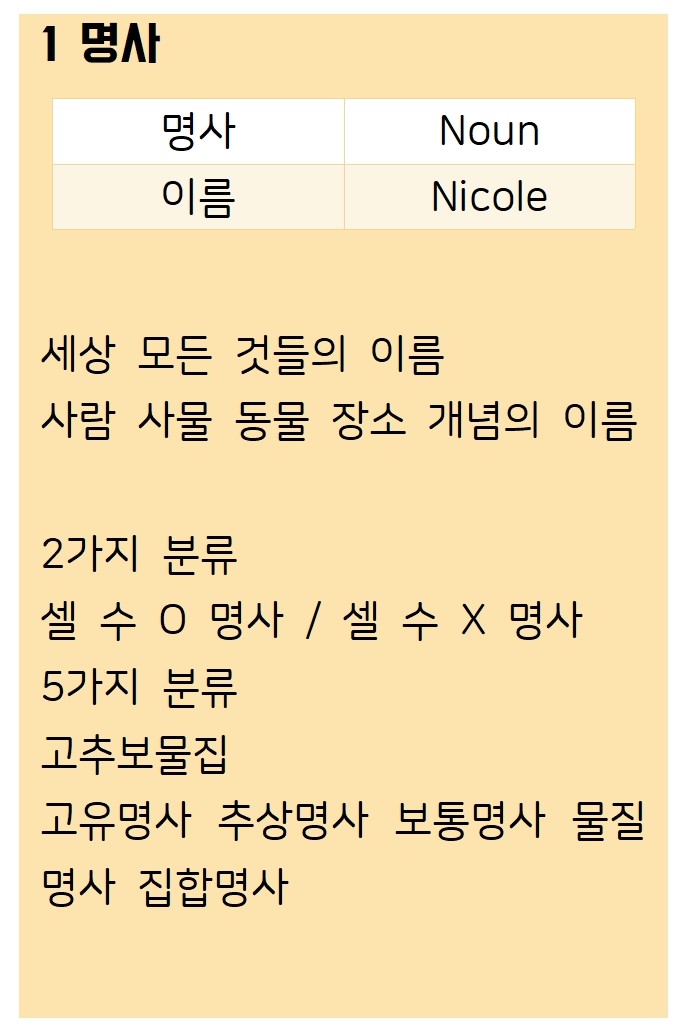 1 명사
명사 Noun
이름 Nicole
세상 모든 것들의 이름
사람 사물 동물 장소 개념의 이름
2가지 분류
셀 수 O 명사 / 셀 수 X 명사
5가지 분류
고추보물집
고유명사 추상명사 보통명사 물질
명사 집합명사